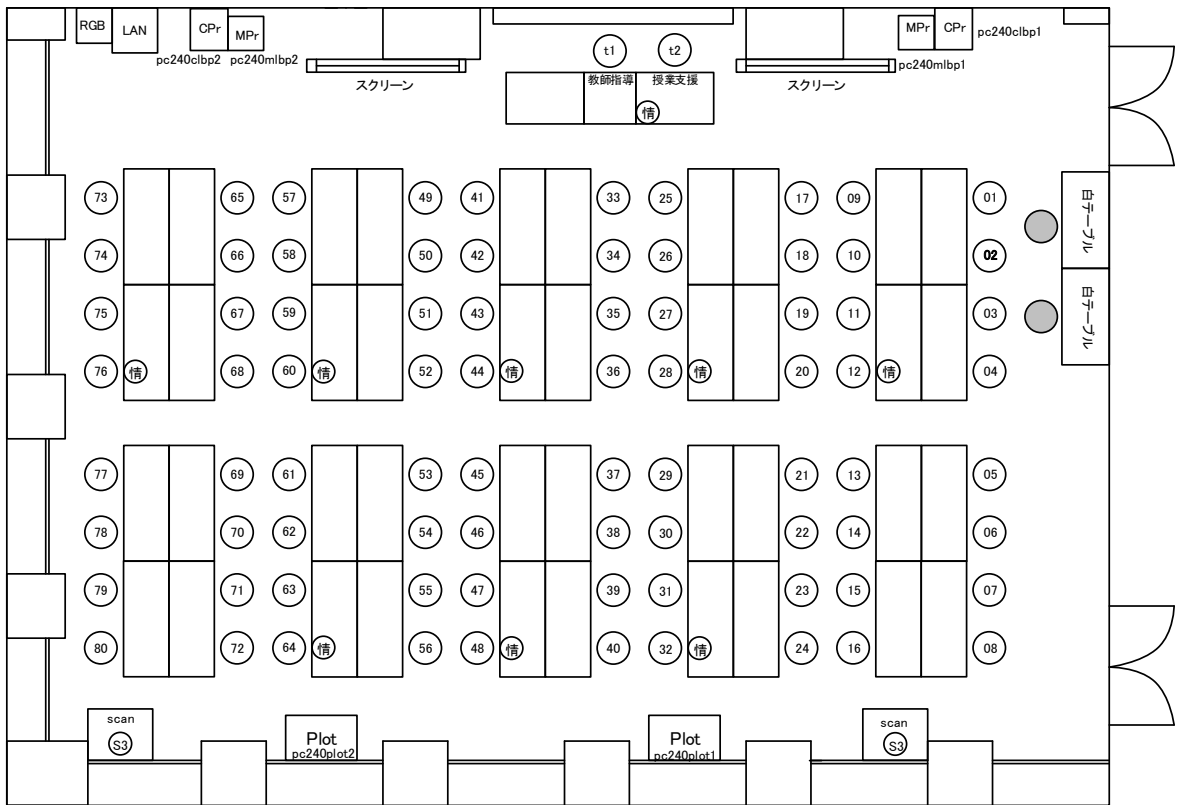 RGB
LAN
CPr
MPr
pc240clbp2
pc240mlbp2
スクリーン
t1
t2
教師指導
授業支援
情
スクリーン
MPr
CPr
pc240clbp1
pc240mlbp1
73 65 57 49 41 33 25 17 09 01
74 66 58 50 42 34 26 18 10 02
75 67 59 51 43 35 27 19 11 03
76 情 68 60 情 52 44 情 36 28 情 20 12 情 04
白テーブル
白テーブル
77 69 61 53 45 37 29 21 13 05
78 70 62 54 46 38 30 22 14 06
79 71 63 55 47 39 31 23 15 07
80 72 64 情 56 48 情 40 32 情 24 16 08
scan
S3
Plot
pc240plot2
Plot
pc240plot1
scan
S3